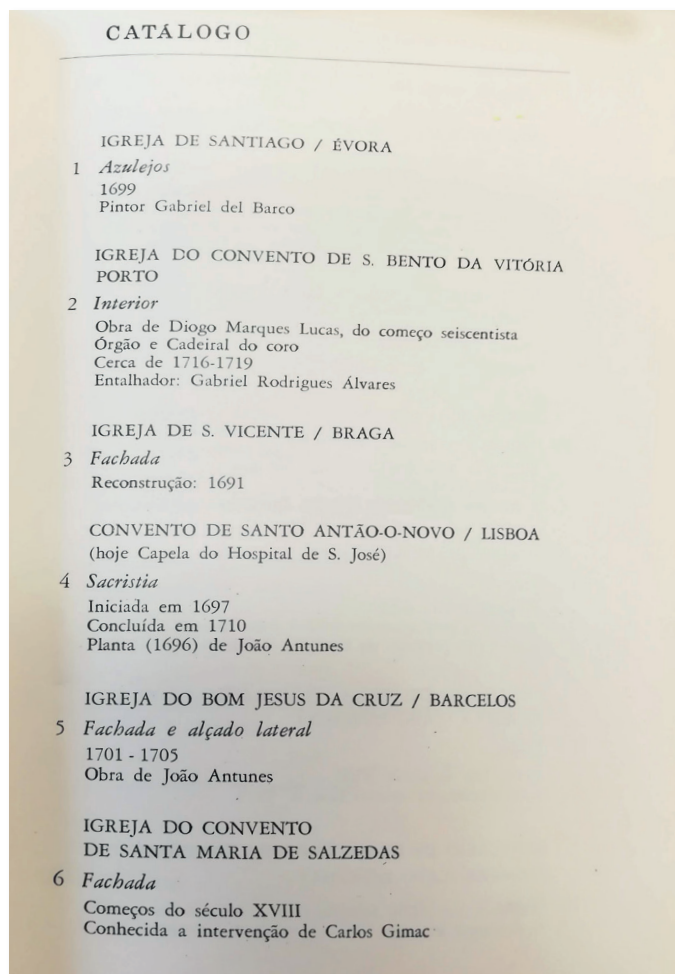 CATÁLOGO
IGREJA DE SANTIAGO / ÉVORA
1 Azulejos
1699
Pintor Gabriel del Barco
IGREJA DO CONVENTO DE S. BENTO DA VITÓRIA
PORTO
2 Interior
Obra de Diogo Marques Lucas, do começo seiscentista
Órgão e Cadeiral do coro
Cerca de 1716-1719
Entalhador: Gabriel Rodrigues Álvares
IGREJA DE S. VICENTE / BRAGA
3 Fachada
Reconstrução: 1691
CONVENTO DE SANTO ANTÃO-O-NOVO / LISBOA
(hoje Capela do Hospital de S. José)
4 Sacristia
Iniciada em 1697
Concluída em 1710
Planta (1696) de João Antunes
IGREJA DO BOM JESUS DA CRUZ / BARCELOS
5 Fachada e alçado lateral
1701 - 1705
Obra de João Antunes
IGREJA DO CONVENTO
DE SANTA MARIA DE SALZEDAS
6 Fachada
Começos do século XVIII
Conhecida a intervenção de Carlos Gimac